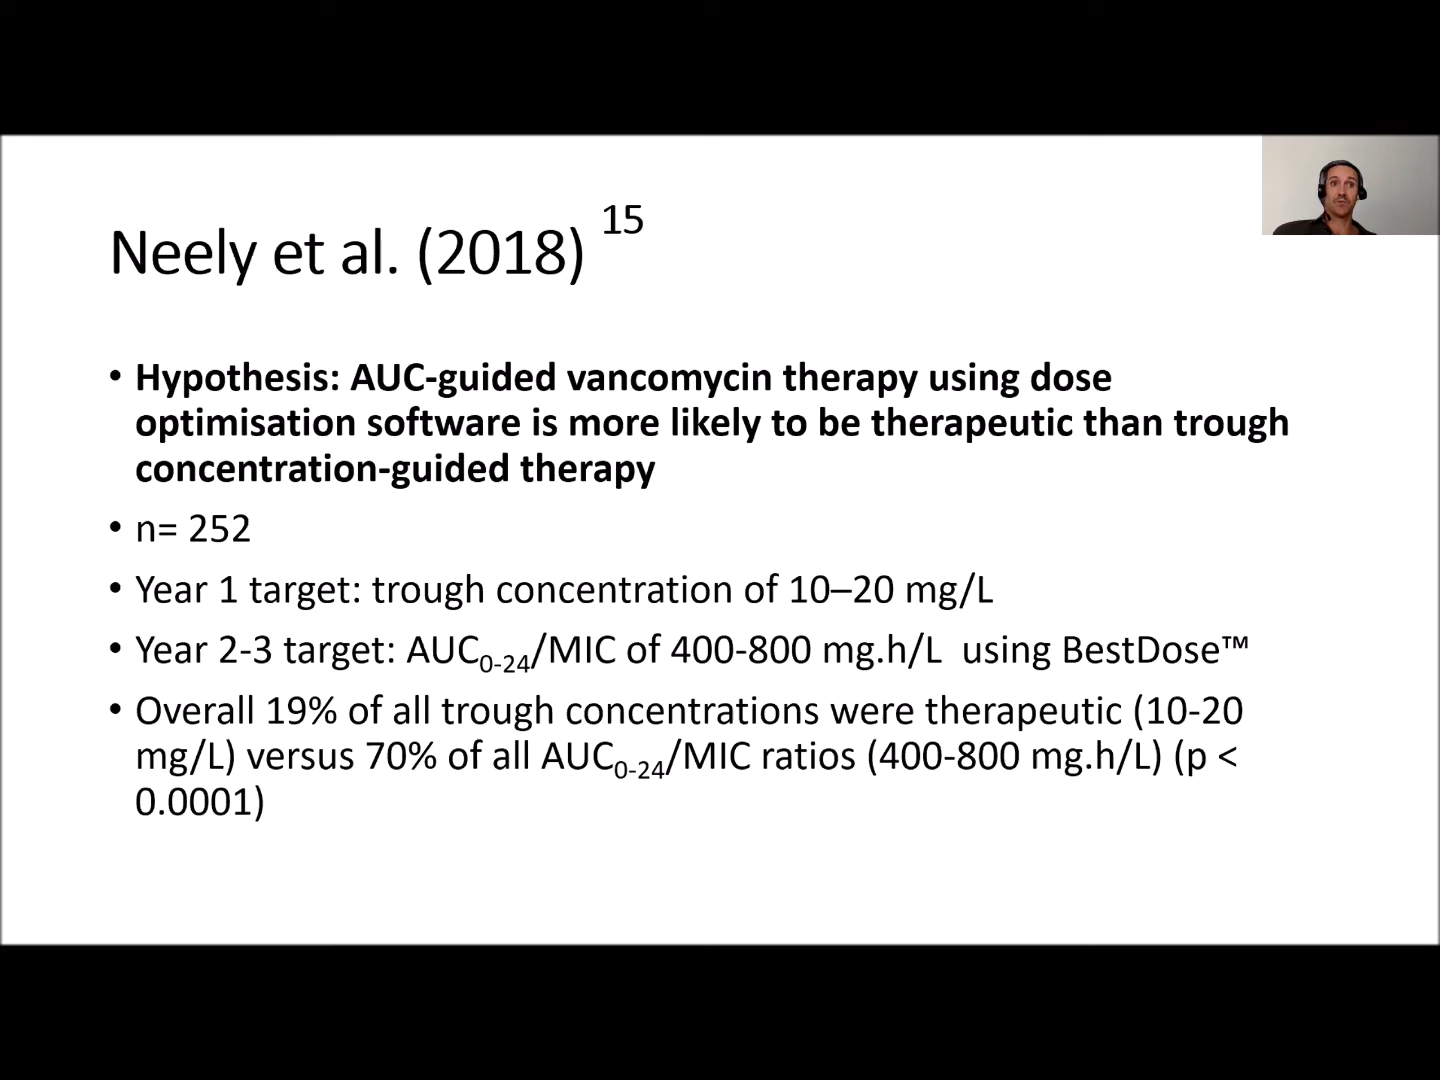 Neely et al. (2018) 15
• Hypothesis: AUC-guided vancomycin therapy using dose
optimisation software is more likely to be therapeutic than trough
concentration-guided therapy
• n= 252
• Year 1 target: trough concentration of 10–20 mg/L
• Year 2-3 target: AUC0-24/MIC of 400-800 mg.h/L  using BestDose™
• Overall 19% of all trough concentrations were therapeutic (10-20
mg/L) versus 70% of all AUC0-24/MIC ratios (400-800 mg.h/L) (p <
0.0001)